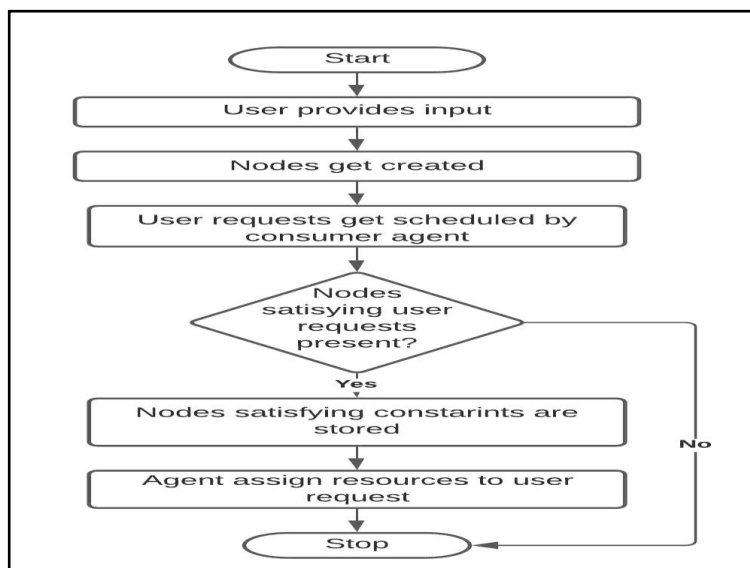 Start
User provides input
Nodes get created
User requests get scheduled by
consumer agent
Nodes
satisying user
requests
present?
Yes
Nodes satisfying constarints are
stored
No
Agent assign resources to user
request
Stop